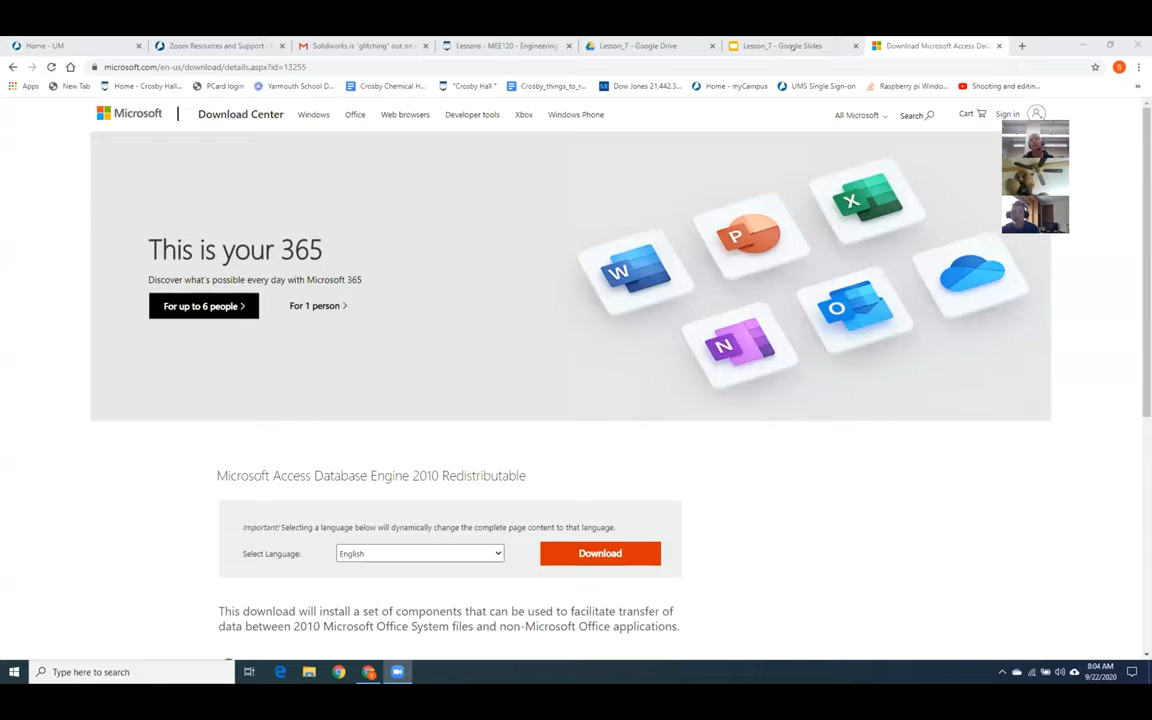 Home - UM
Zoom Resources and Support -
Solidworks is "glitching" out on
Lessons - MEE120 - Engineering
Lesson_7 - Google Drive
Lesson_7 - Google Slides
Download Microsoft Access Data
microsoft.com/en-us/download/details.aspx?id=13255
S
Apps
New Tab
Home - Crosby Hall...
PCard login
Yarmouth School D...
Crosby Chemical H...
"Crosby Hall"
Crosby_things_to_r...
Dow Jones 21,442.3...
Home - myCampus
UMS Single Sign-on
Raspberry pi Windo...
Shooting and editin...
»
Microsoft
Download Center
Windows
Office
Web browsers
Developer tools
Xbox
Windows Phone
All Microsoft
Search
Cart
Sign in
This is your 365
Discover what's possible every day with Microsoft 365
For up to 6 people >
For 1 person >
W
P
X
N
O
Microsoft Access Database Engine 2010 Redistributable
Important! Selecting a language below will dynamically change the complete page content to that language.
Select Language:
English
Download
This download will install a set of components that can be used to facilitate transfer of
data between 2010 Microsoft Office System files and non-Microsoft Office applications.
Type here to search
8:04 AM
9/22/2020